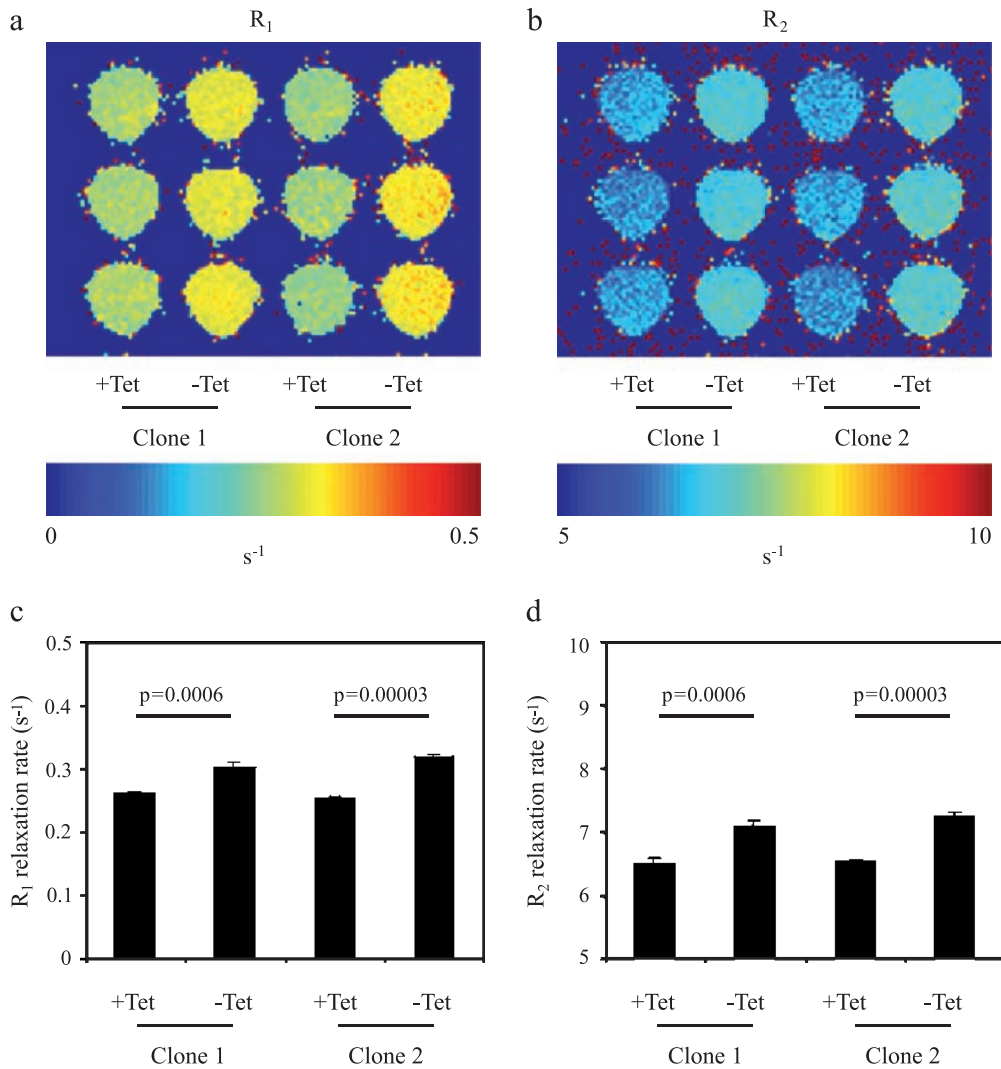 a
R₁
+Tet -Tet +Tet -Tet
Clone 1 Clone 2
0 0.5
s⁻¹
b
R₂
+Tet -Tet +Tet -Tet
Clone 1 Clone 2
5 10
s⁻¹
c
R₁ relaxation rate (s⁻¹)
0.5
0.4
0.3
0.2
0.1
0
p=0.0006 p=0.00003
+Tet -Tet +Tet -Tet
Clone 1 Clone 2
d
R₂ relaxation rate (s⁻¹)
10
9
8
7
6
5
p=0.0006 p=0.00003
+Tet -Tet +Tet -Tet
Clone 1 Clone 2